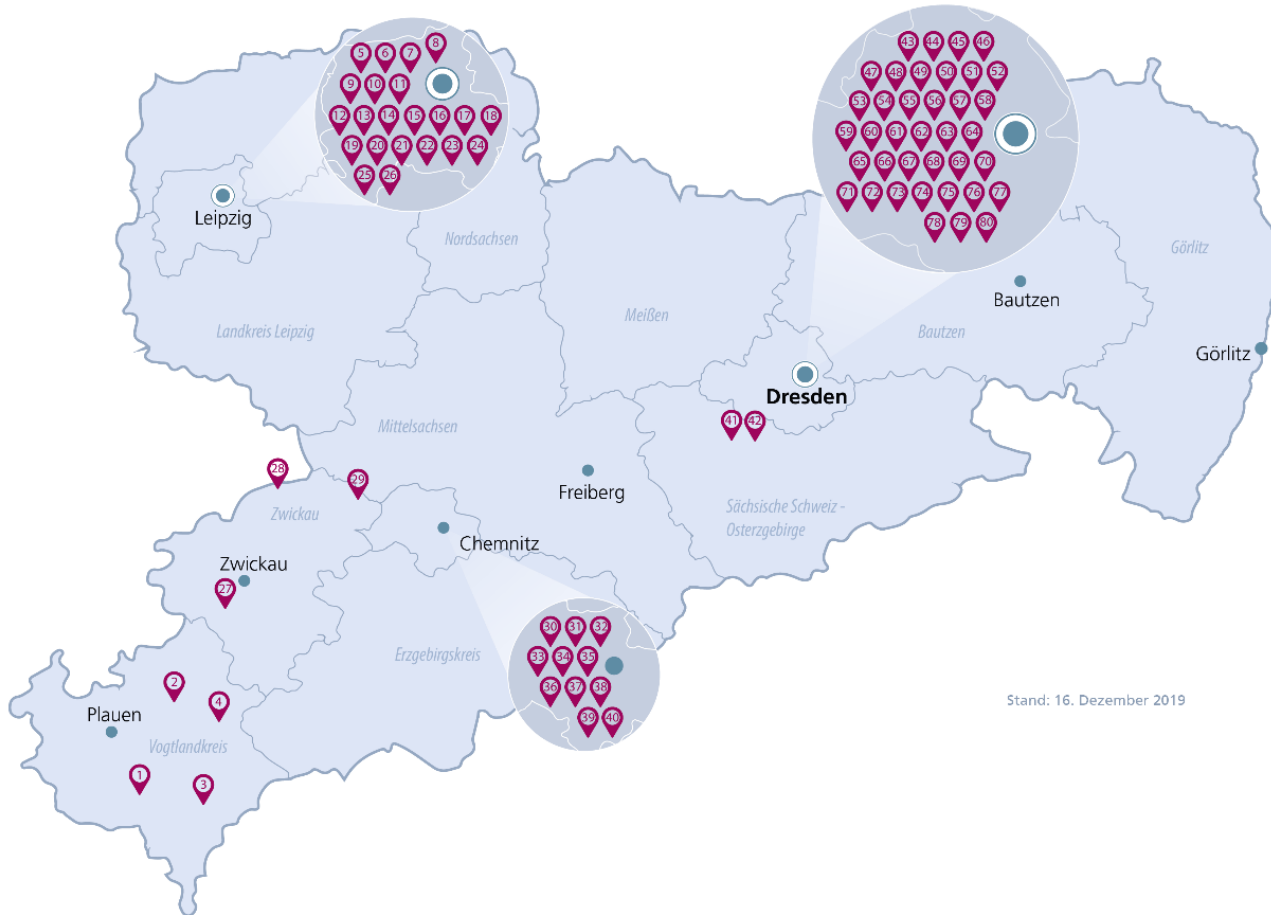 5 6 7 8
9 10 11
12 13 14 15 16 17 18
19 20 21 22 23 24
25 26
43 44 45 46
47 48 49 50 51 52
53 54 55 56 57 58
59 60 61 62 63 64
65 66 67 68 69 70
71 72 73 74 75 76 77
78 79 80
Leipzig
Nordsachsen
Görlitz
Bautzen
Landkreis Leipzig
Meißen
Bautzen
Görlitz
Dresden
41 42
Mittelsachsen
28
29
Freiberg
Zwickau
Sächsische Schweiz -
Osterzgebirge
Chemnitz
Zwickau
27
30 31 32
33 34 35
36 37 38
39 40
Erzgebirgskreis
2
4
Plauen
Vogtlandkreis
1
3
Stand: 16. Dezember 2019